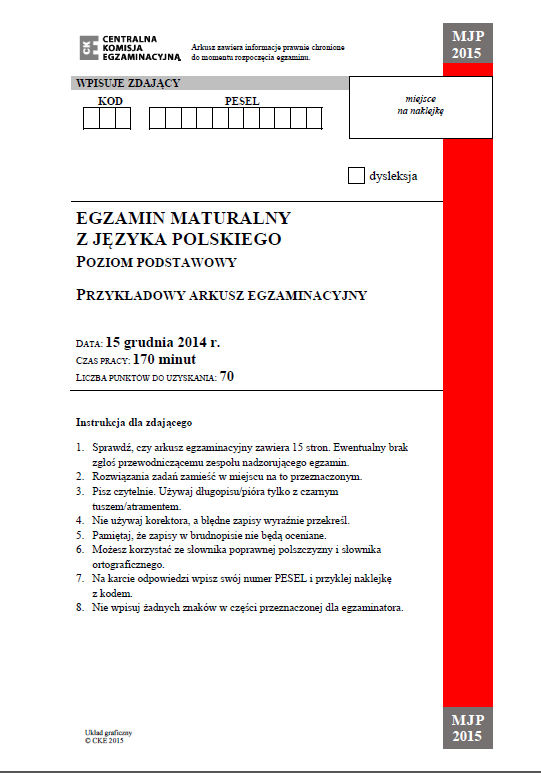 CKE CENTRALNA
KOMISJA
EGZAMINACYJNA
Arkusz zawiera informacje prawnie chronione
do momentu rozpoczęcia egzaminu.
MJP
2015
WPISUJE ZDAJĄCY
KOD PESEL
miejsce
na naklejkę
dysleksja
EGZAMIN MATURALNY
Z JĘZYKA POLSKIEGO
POZIOM PODSTAWOWY
PRZYKŁADOWY ARKUSZ EGZAMINACYJNY
DATA: 15 grudnia 2014 r.
CZAS PRACY: 170 minut
LICZBA PUNKTÓW DO UZYSKANIA: 70
Instrukcja dla zdającego
1. Sprawdź, czy arkusz egzaminacyjny zawiera 15 stron. Ewentualny brak
zgłoś przewodniczącemu zespołu nadzorującego egzamin.
2. Rozwiązania zadań zamieść w miejscu na to przeznaczonym.
3. Pisz czytelnie. Używaj długopisu/pióra tylko z czarnym
tuszem/atramentem.
4. Nie używaj korektora, a błędne zapisy wyraźnie przekreśl.
5. Pamiętaj, że zapisy w brudnopisie nie będą oceniane.
6. Możesz korzystać ze słownika poprawnej polszczyzny i słownika
ortograficznego.
7. Na karcie odpowiedzi wpisz swój numer PESEL i przyklej naklejkę
z kodem.
8. Nie wpisuj żadnych znaków w części przeznaczonej dla egzaminatora.
Układ graficzny
© CKE 2015
MJP
2015